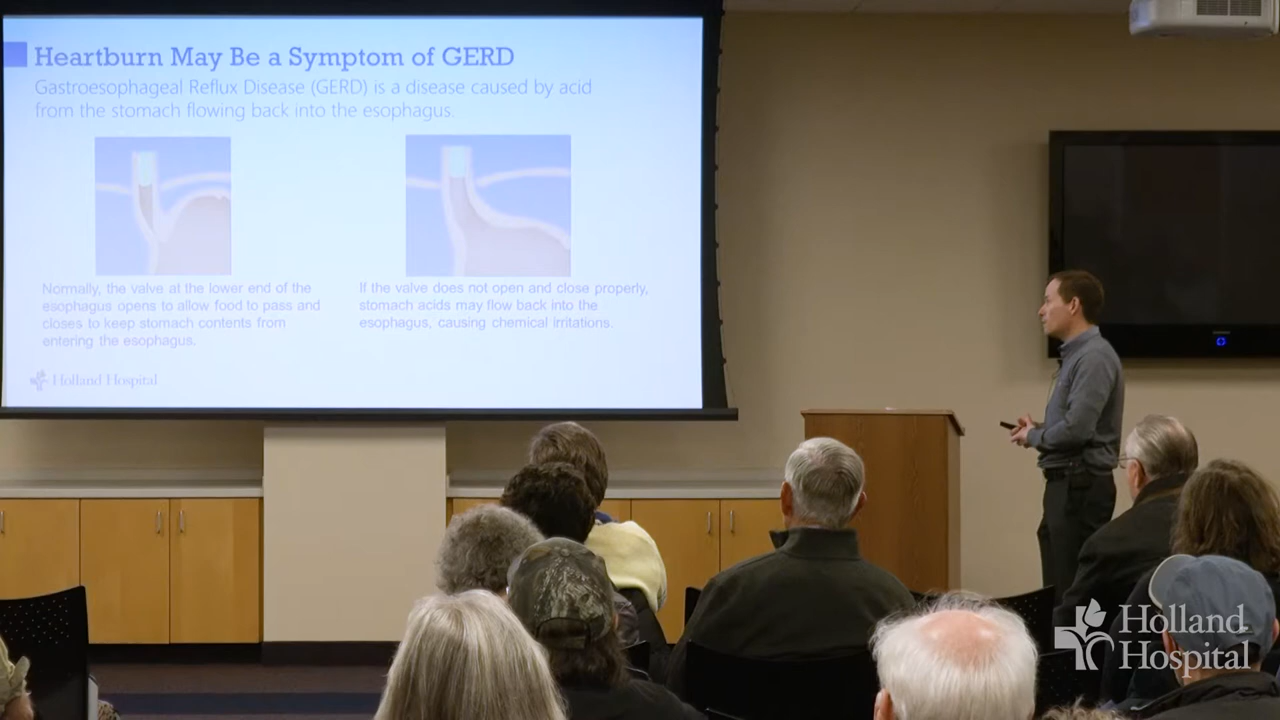 Heartburn May Be a Symptom of GERD
Gastroesophageal Reflux Disease (GERD) is a disease caused by acid
from the stomach flowing back into the esophagus.
Normally, the valve at the lower end of the
esophagus opens to allow food to pass and
closes to keep stomach contents from
entering the esophagus.
If the valve does not open and close properly,
stomach acids may flow back into the
esophagus, causing chemical irritations.
Holland Hospital
Holland
Hospital